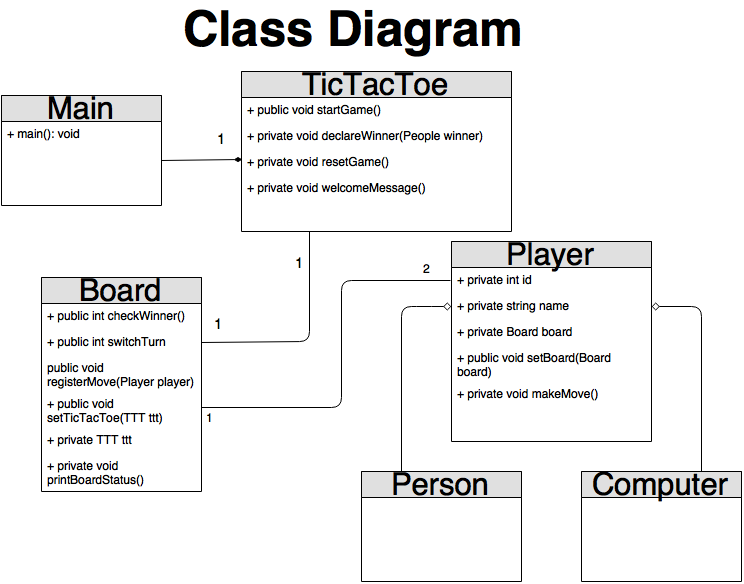 Class Diagram
TicTacToe
+ public void startGame()
+ private void declareWinner(People winner)
+ private void resetGame()
+ private void welcomeMessage()
Main
+ main(): void
1
1
Player
+ private int id
+ private string name
+ private Board board
+ public void setBoard(Board
board)
+ private void makeMove()
2
Board
+ public int checkWinner()
+ public int switchTurn
public void
registerMove(Player player)
+ public void
setTicTacToe(TTT ttt)
+ private TTT ttt
+ private void
printBoardStatus()
1
1
Person
Computer